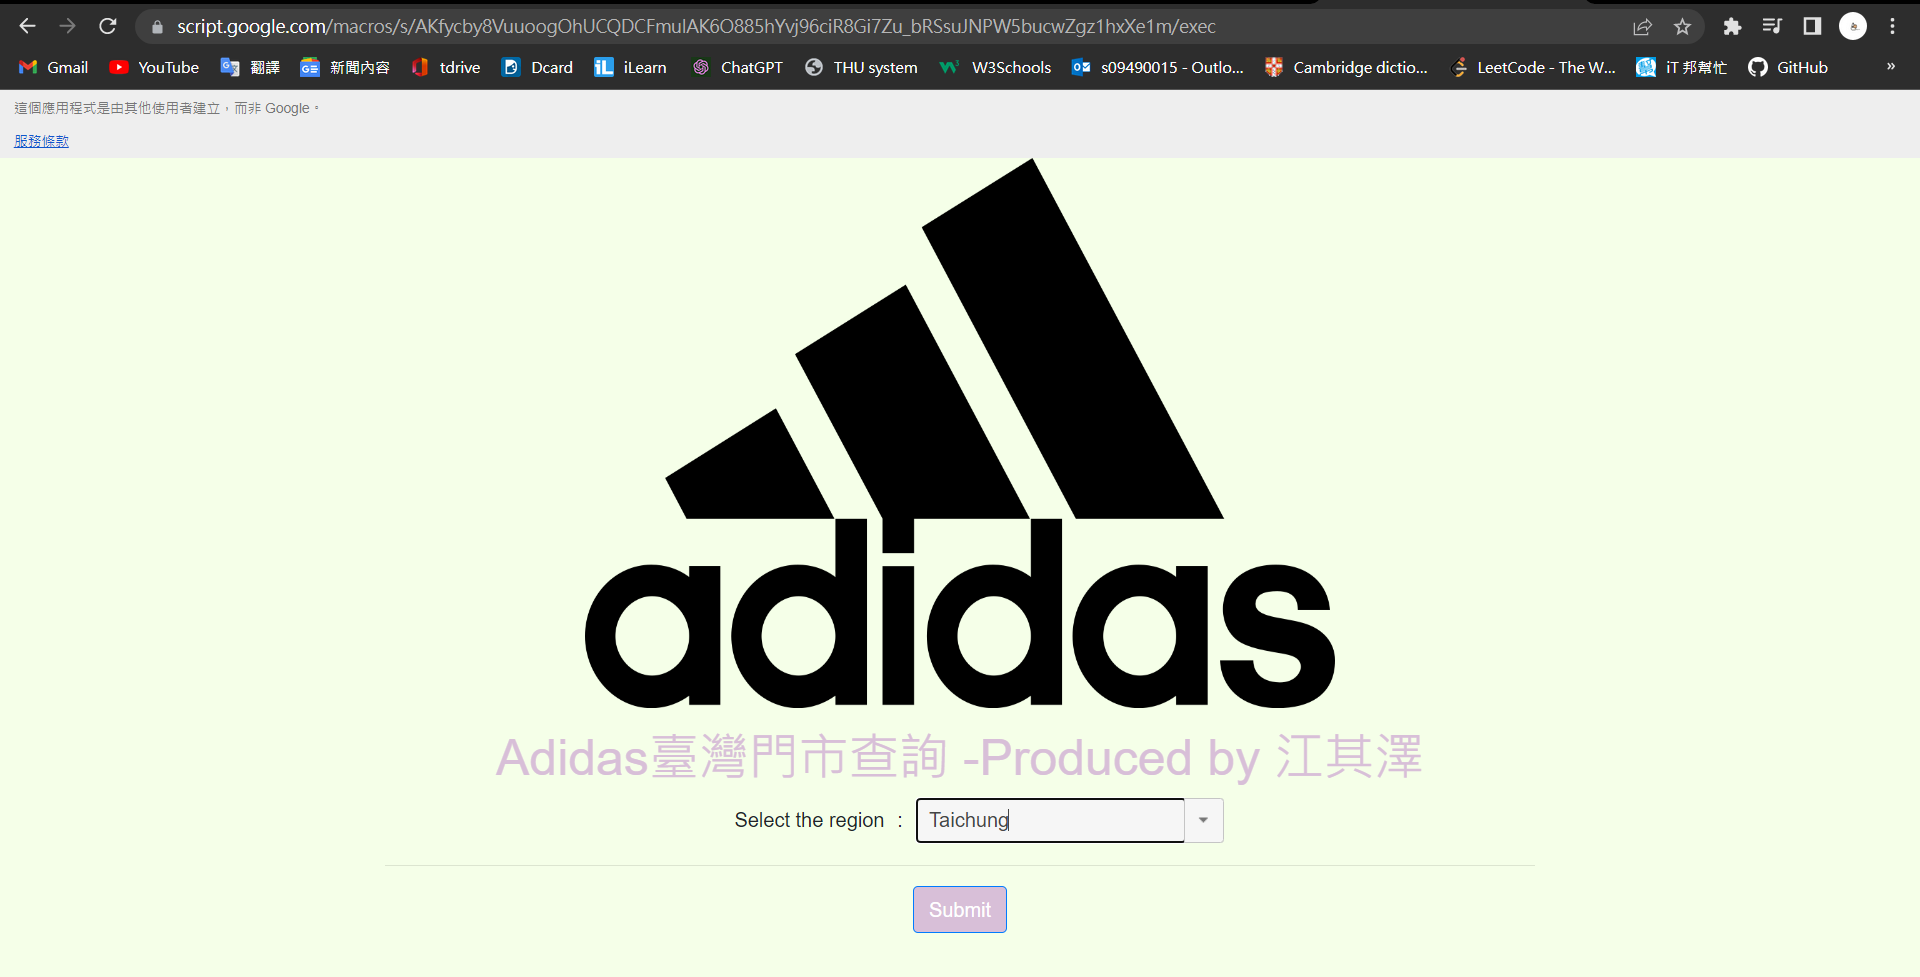 script.google.com/macros/s/AKfycby8VuuoogOhUCQDCFmulAK6O885hYvj96ciR8Gi7Zu_bRSsuJNPW5bucwZgz1hxXe1m/exec
Gmail YouTube 翻譯 新聞內容 tdrive Dcard iLearn ChatGPT THU system W3Schools s09490015 - Outlo... Cambridge dictio... LeetCode - The W... iT 邦幫忙 GitHub »
這個應用程式是由其他使用者建立，而非 Google。
服務條款
adidas
Adidas臺灣門市查詢 -Produced by 江其澤
Select the region ： Taichung
Submit